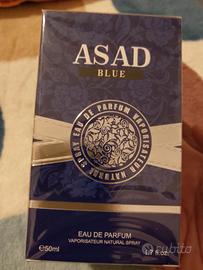 ASAD
BLUE
SPRAY EAU DE PARFUM VAPORISATEUR NATURAL
EAU DE PARFUM
VAPORISATEUR NATURAL SPRAY
℮50ml
1.7 fl oz.
subito